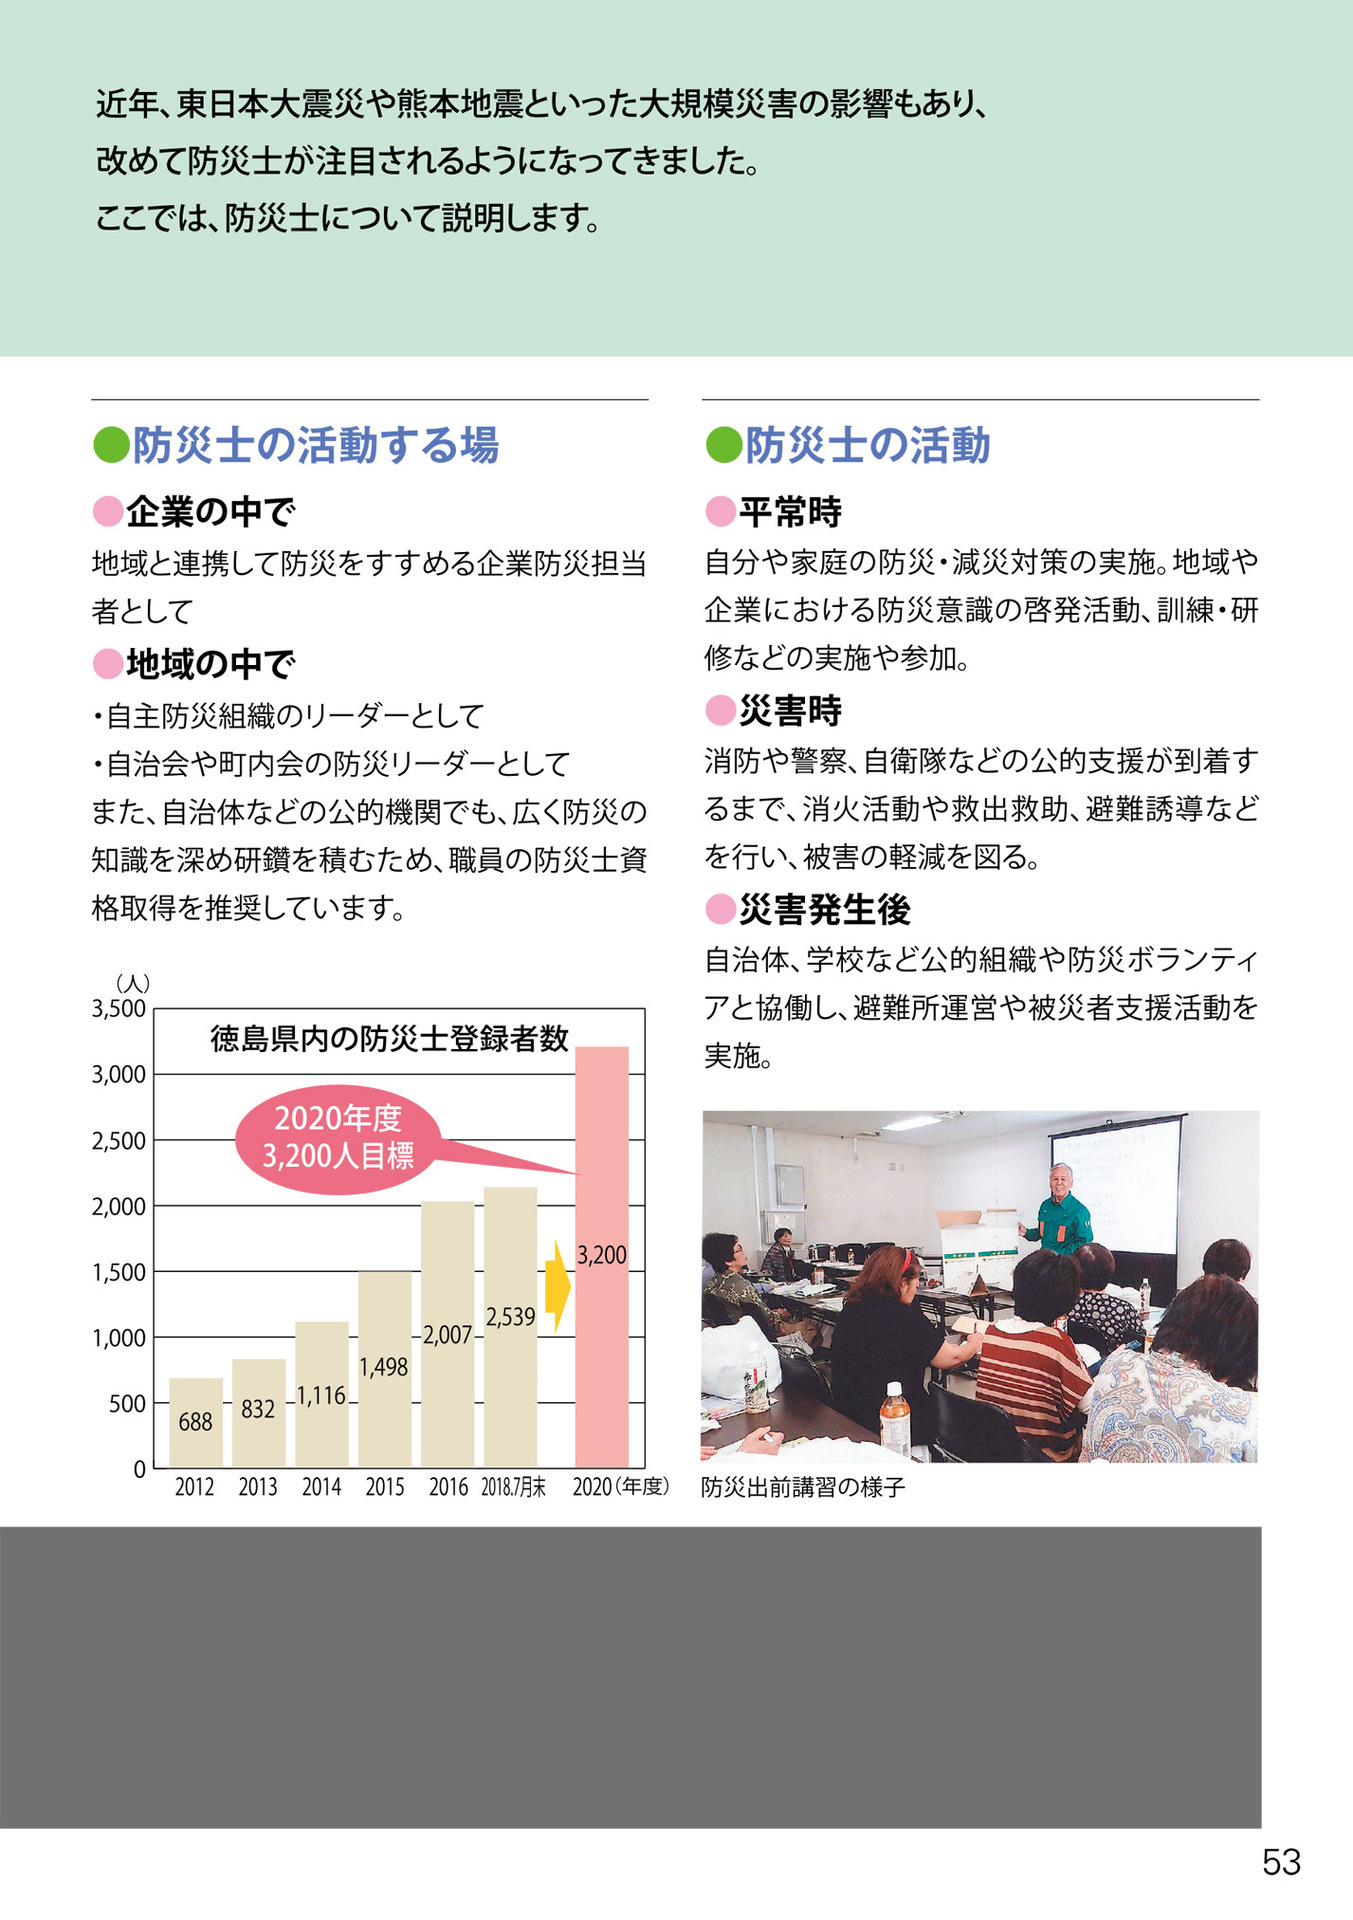 近年、東日本大震災や熊本地震といった大規模災害の影響もあり、
改めて防災士が注目されるようになってきました。
ここでは、防災士について説明します。
●防災士の活動する場
●企業の中で
地域と連携して防災をすすめる企業防災担当
者として
●地域の中で
・自主防災組織のリーダーとして
・自治会や町内会の防災リーダーとして
また、自治体などの公的機関でも、広く防災の
知識を深め研鑽を積むため、職員の防災士資
格取得を推奨しています。
（人）
徳島県内の防災士登録者数
2020年度
3,200人目標
3,500
3,000
2,500
2,000
1,500
1,000
500
0
688
832
1,116
1,498
2,007
2,539
3,200
2012 2013 2014 2015 2016 2018.7月末 2020（年度）
●防災士の活動
●平常時
自分や家庭の防災・減災対策の実施。地域や
企業における防災意識の啓発活動、訓練・研
修などの実施や参加。
●災害時
消防や警察、自衛隊などの公的支援が到着す
るまで、消火活動や救出救助、避難誘導など
を行い、被害の軽減を図る。
●災害発生後
自治体、学校など公的組織や防災ボランティ
アと協働し、避難所運営や被災者支援活動を
実施。
防災出前講習の様子
53